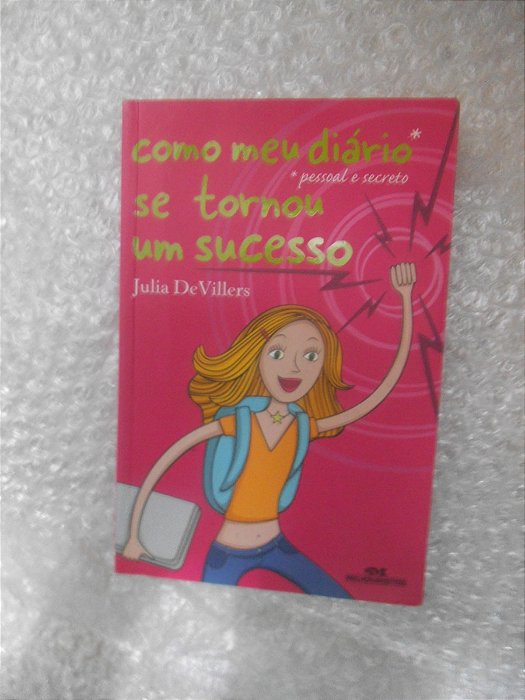 como meu diário*
* pessoal e secreto
se tornou
um sucesso
Julia DeVillers